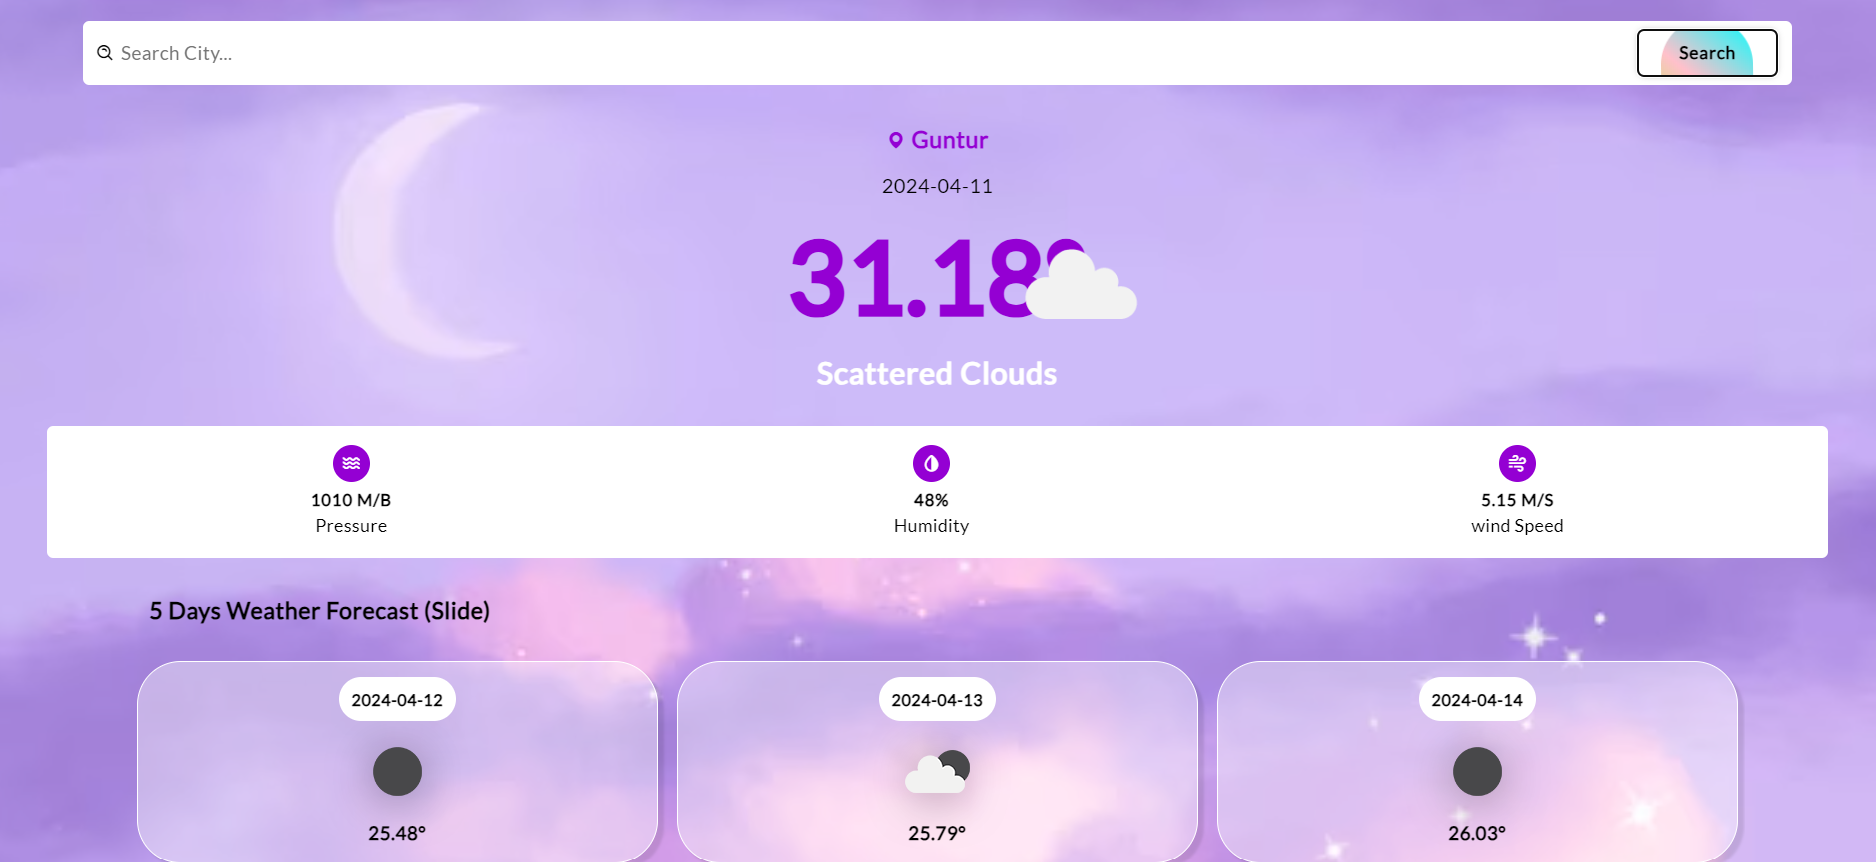 Search City...
Search
Guntur
2024-04-11
31.18°
Scattered Clouds
1010 M/B
Pressure
48%
Humidity
5.15 M/S
wind Speed
5 Days Weather Forecast (Slide)
2024-04-12
25.48°
2024-04-13
25.79°
2024-04-14
26.03°